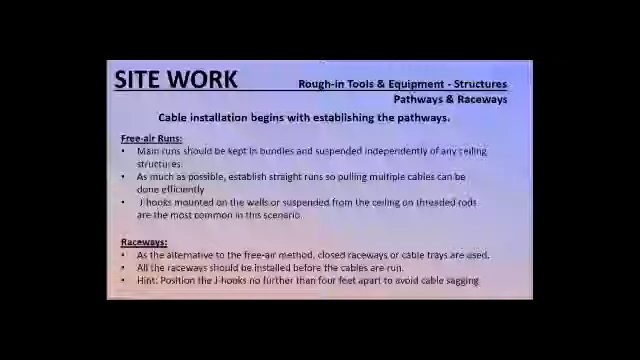 SITE WORK
Rough-in Tools & Equipment - Structures
Pathways & Raceways
Cable installation begins with establishing the pathways.
Free-air Runs:
• Main runs should be kept in bundles and suspended independently of any ceiling
structures.
• As much as possible, establish straight runs so pulling multiple cables can be
done efficiently
• J-hooks mounted on the walls or suspended from the ceiling on threaded rods
are the most common in this scenario.
Raceways:
• As the alternative to the free-air method, closed raceways or cable trays are used.
• All the raceways should be installed before the cables are run.
• Hint: Position the J-hooks no further than four feet apart to avoid cable sagging